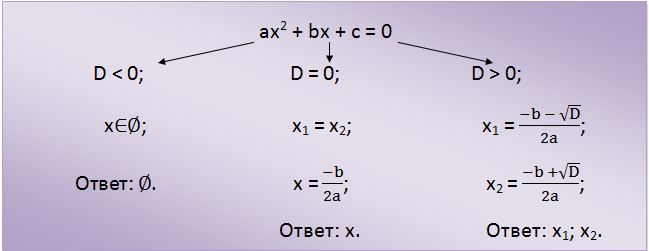 ax² + bx + c = 0
D < 0; D = 0; D > 0;
x∈∅; x₁ = x₂; x₁ = (−b − √D)/2a;
Ответ: ∅. x = −b/2a; x₂ = (−b +√D)/2a;
Ответ: x. Ответ: x₁; x₂.